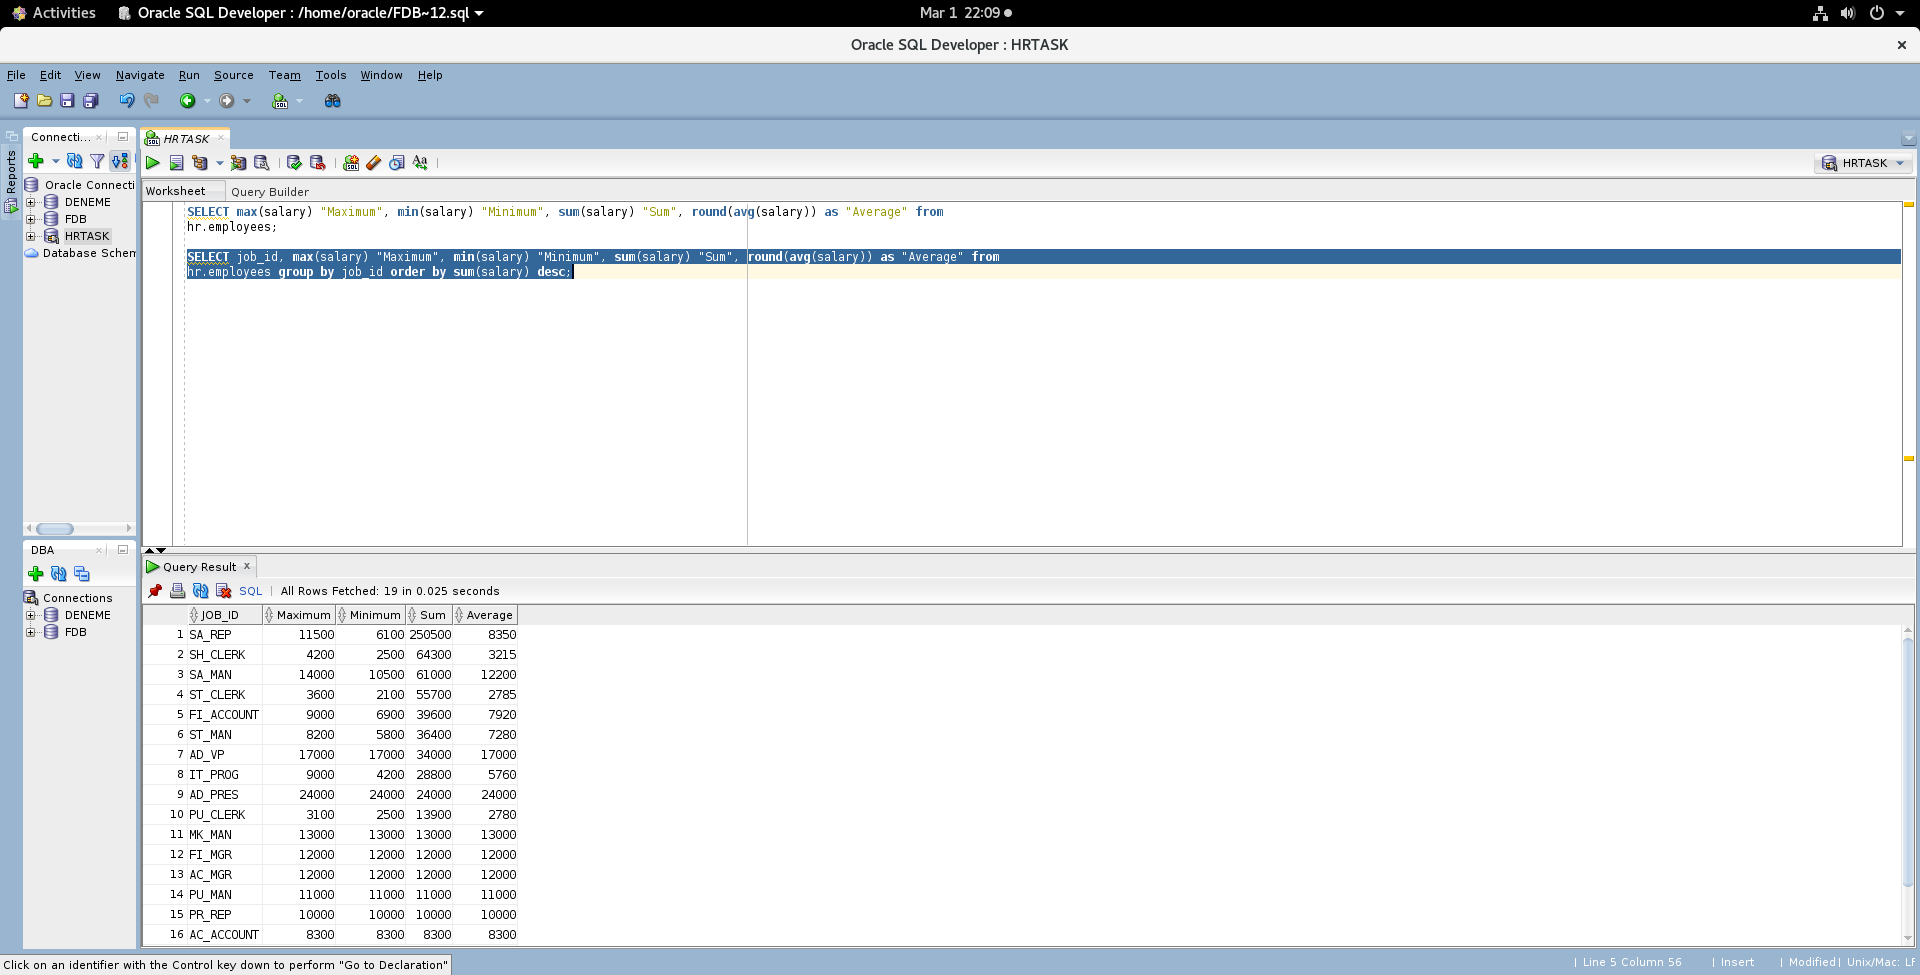 Activities
Oracle SQL Developer : /home/oracle/FDB~12.sql
Mar 1 22:09
Oracle SQL Developer : HRTASK
File Edit View Navigate Run Source Team Tools Window Help
Reports
Connecti...
Oracle Connecti
DENEME
FDB
HRTASK
Database Schem
DBA
Connections
DENEME
FDB
HRTASK
HRTASK
Worksheet Query Builder
SELECT max(salary) "Maximum", min(salary) "Minimum", sum(salary) "Sum", round(avg(salary)) as "Average" from
hr.employees;
SELECT job_id, max(salary) "Maximum", min(salary) "Minimum", sum(salary) "Sum", round(avg(salary)) as "Average" from
hr.employees group by job_id order by sum(salary) desc;
Query Result
SQL | All Rows Fetched: 19 in 0.025 seconds
JOB_ID Maximum Minimum Sum Average
1 SA_REP 11500 6100 250500 8350
2 SH_CLERK 4200 2500 64300 3215
3 SA_MAN 14000 10500 61000 12200
4 ST_CLERK 3600 2100 55700 2785
5 FI_ACCOUNT 9000 6900 39600 7920
6 ST_MAN 8200 5800 36400 7280
7 AD_VP 17000 17000 34000 17000
8 IT_PROG 9000 4200 28800 5760
9 AD_PRES 24000 24000 24000 24000
10 PU_CLERK 3100 2500 13900 2780
11 MK_MAN 13000 13000 13000 13000
12 FI_MGR 12000 12000 12000 12000
13 AC_MGR 12000 12000 12000 12000
14 PU_MAN 11000 11000 11000 11000
15 PR_REP 10000 10000 10000 10000
16 AC_ACCOUNT 8300 8300 8300 8300
Click on an identifier with the Control key down to perform "Go to Declaration"
| Line 5 Column 56 | Insert | Modified | Unix/Mac: LF